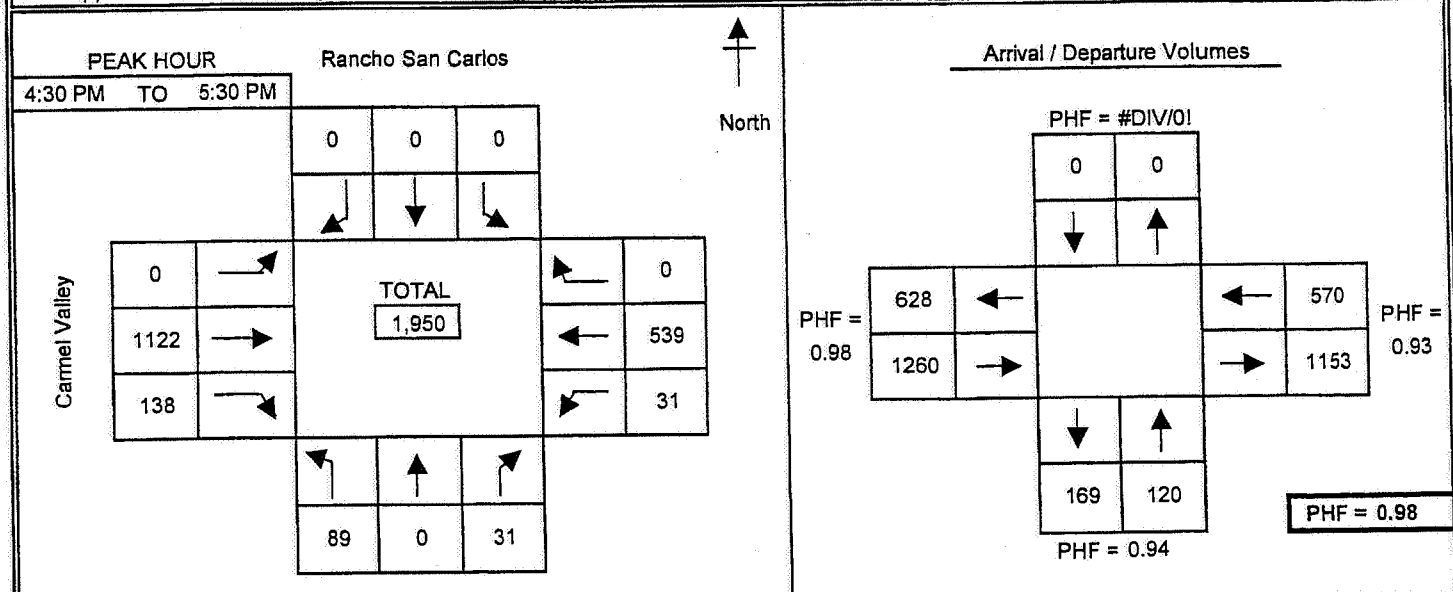 PEAK HOUR
4:30 PM TO 5:30 PM
Rancho San Carlos
North
0 0 0
Carmel Valley
0
1122
138
TOTAL
1,950
0
539
31
89 0 31
Arrival / Departure Volumes
PHF = #DIV/0!
0 0
PHF =
0.98
628
1260
570
1153
PHF =
0.93
169 120
PHF = 0.94
PHF = 0.98